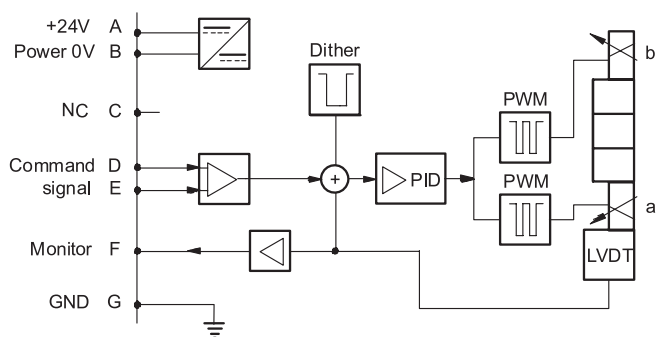 +24V A
Power 0V B
Dither
b
NC C
PWM
Command D
signal E
PID
PWM
a
Monitor F
LVDT
GND G